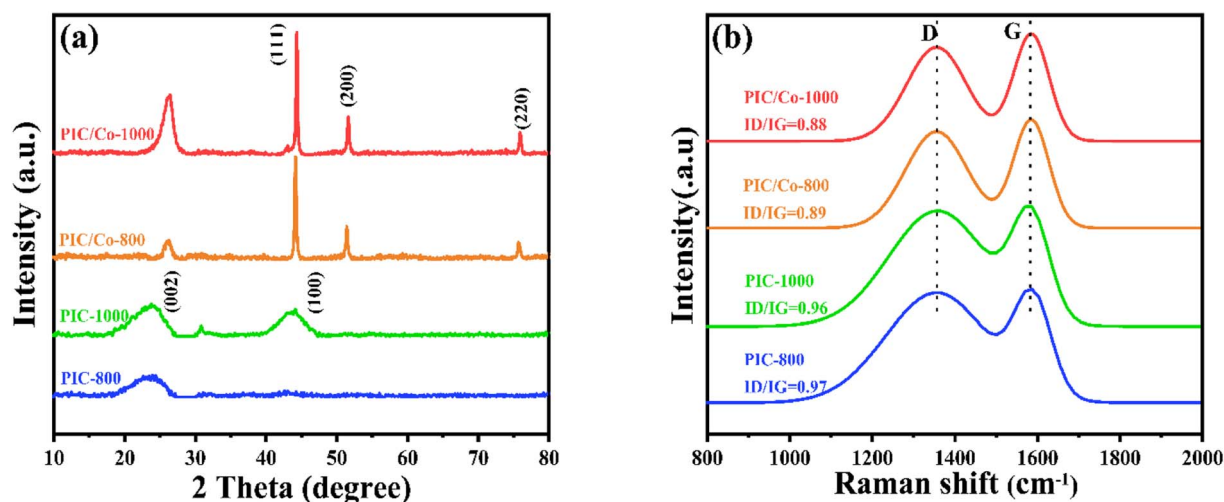 (a)
Intensity (a.u.)
PIC/Co-1000
PIC/Co-800
PIC-1000
PIC-800
(111)
(200)
(220)
(002)
(100)
10 20 30 40 50 60 70 80
2 Theta (degree)
(b)
D G
Intensity(.a.u)
PIC/Co-1000
ID/IG=0.88
PIC/Co-800
ID/IG=0.89
PIC-1000
ID/IG=0.96
PIC-800
ID/IG=0.97
800 1000 1200 1400 1600 1800 2000
Raman shift (cm⁻¹)